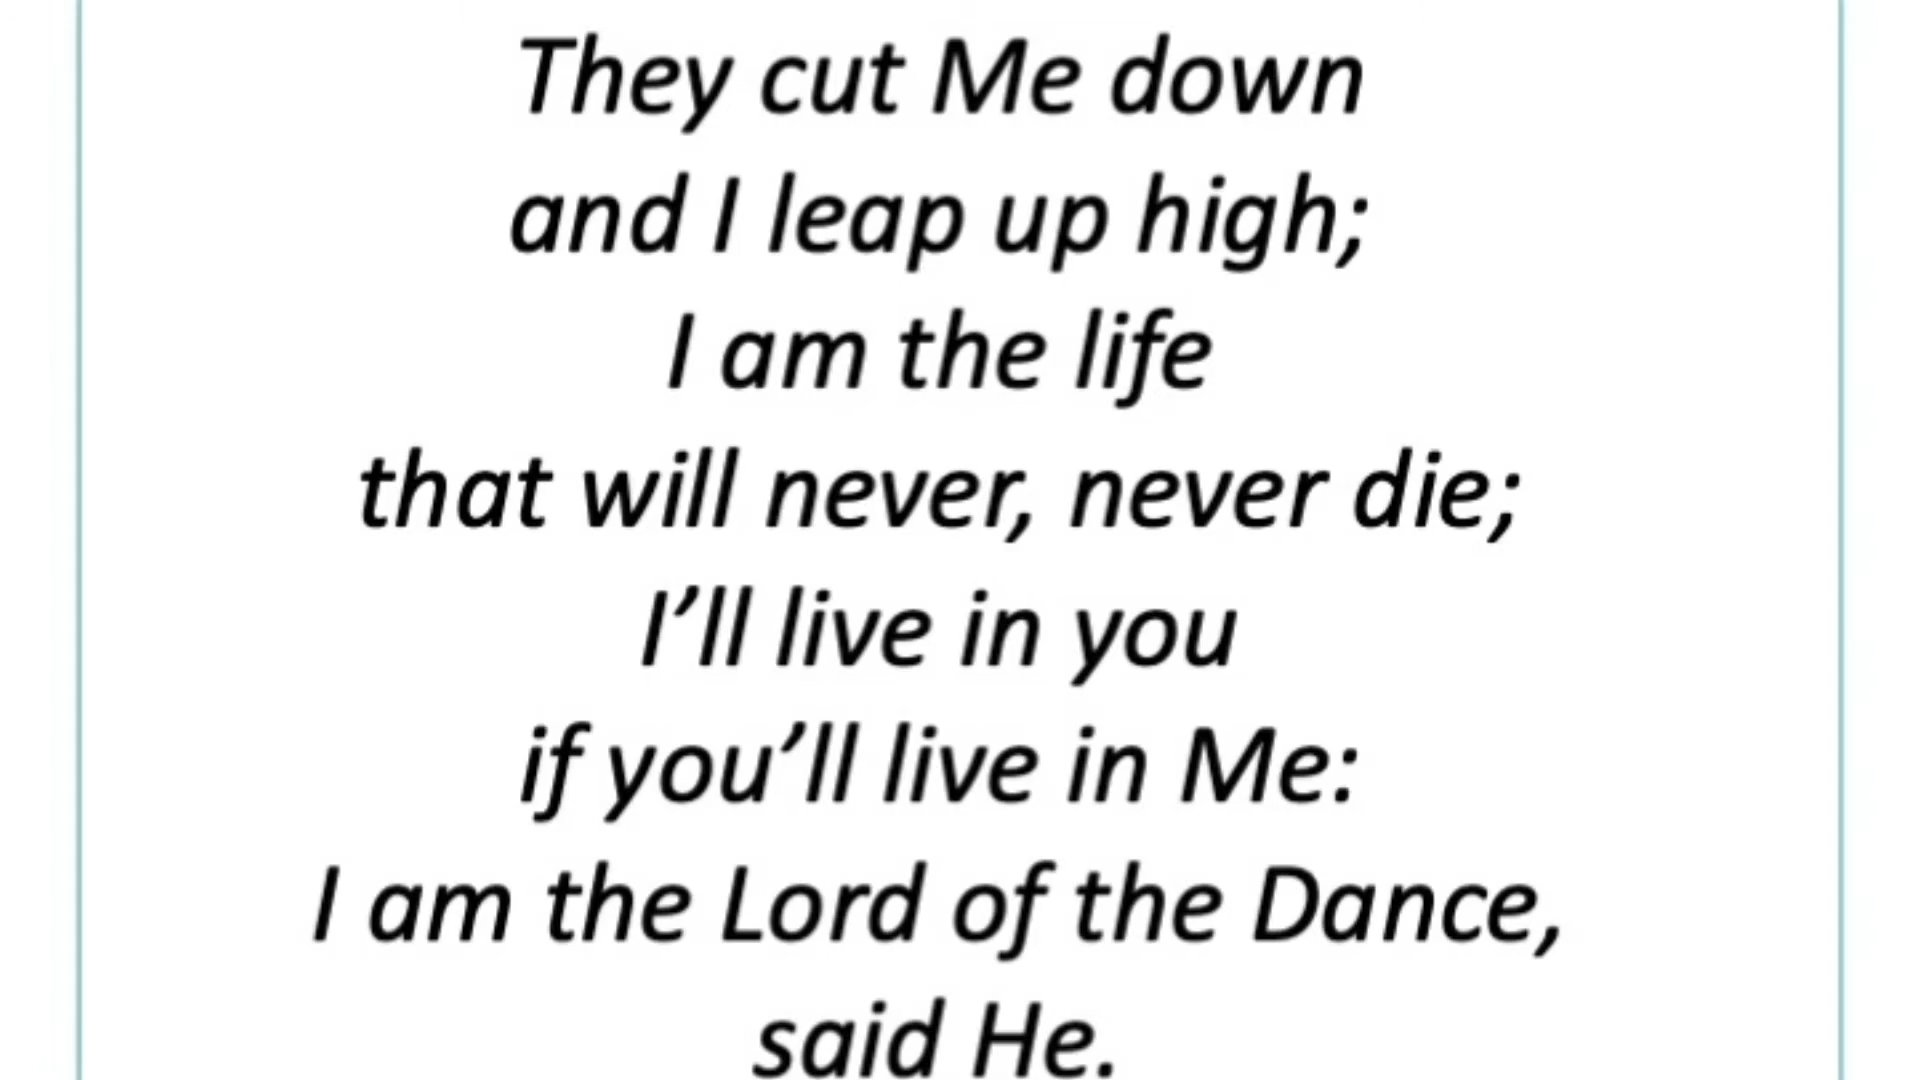 They cut Me down
and I leap up high;
I am the life
that will never, never die;
I’ll live in you
if you’ll live in Me:
I am the Lord of the Dance,
said He.